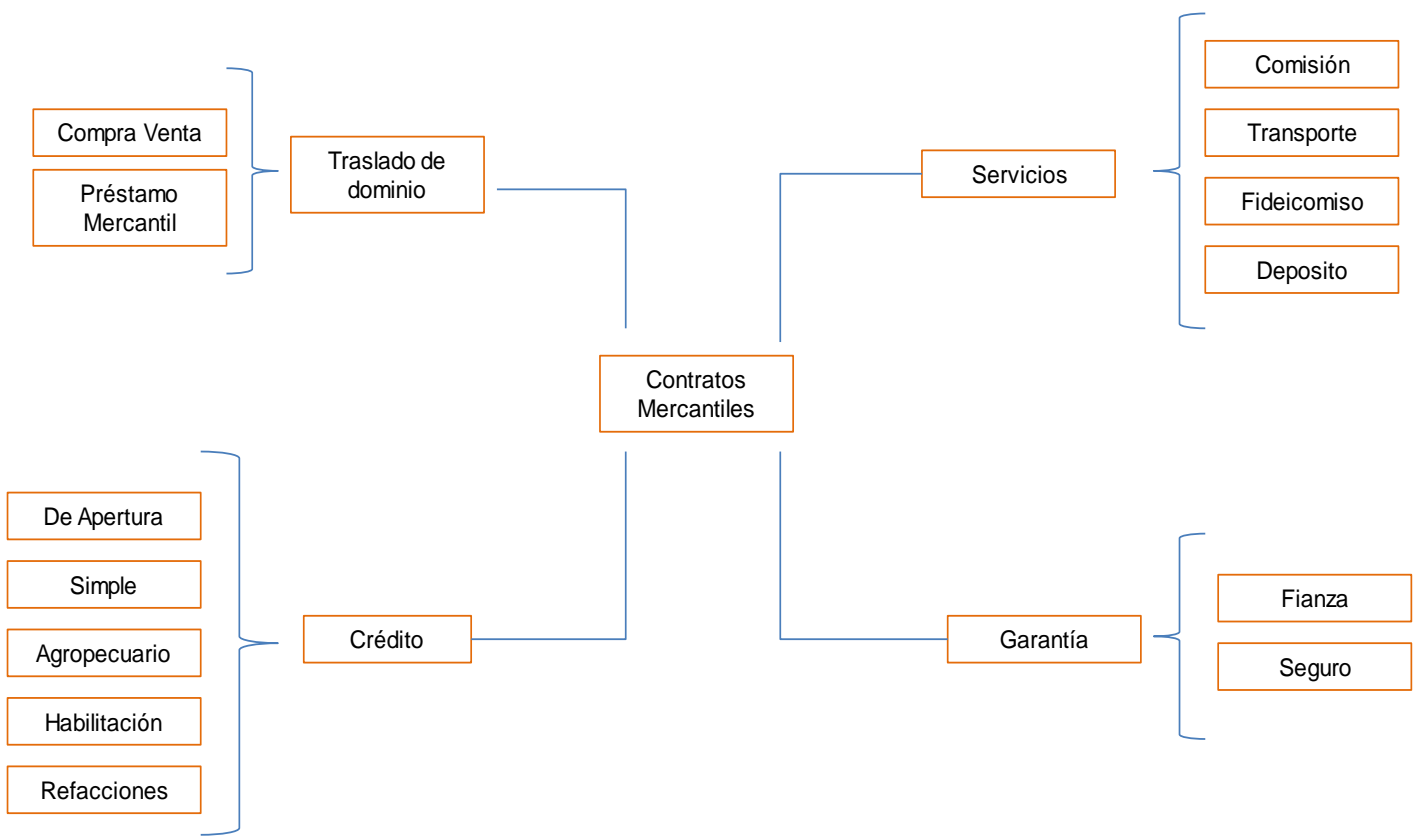 Compra Venta
Préstamo
Mercantil
Traslado de
dominio
Servicios
Comisión
Transporte
Fideicomiso
Deposito
Contratos
Mercantiles
De Apertura
Simple
Agropecuario
Habilitación
Refacciones
Crédito
Garantía
Fianza
Seguro